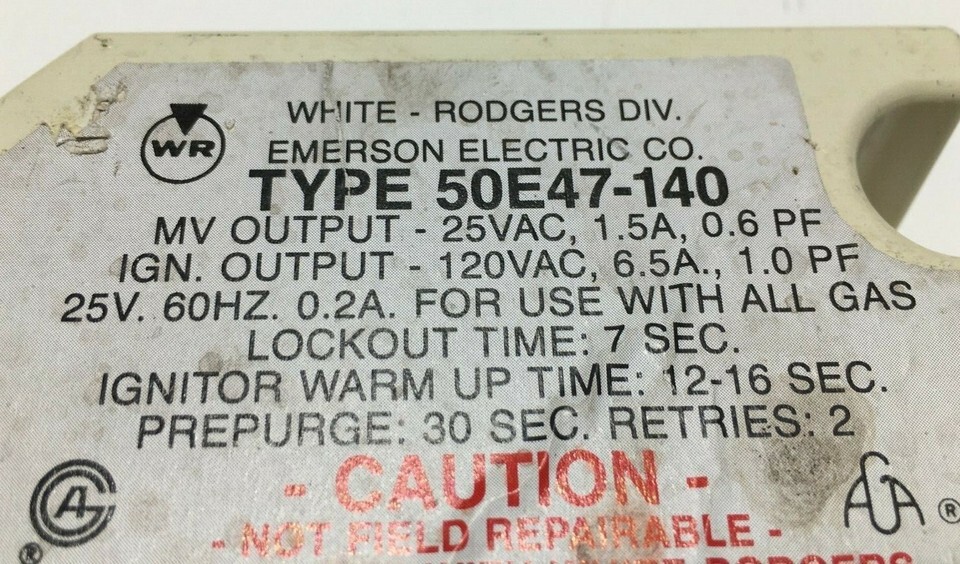 WR
WHITE - RODGERS DIV.
EMERSON ELECTRIC CO.
TYPE 50E47-140
MV OUTPUT - 25VAC, 1.5A, 0.6 PF
IGN. OUTPUT - 120VAC, 6.5A., 1.0 PF
25V. 60HZ. 0.2A. FOR USE WITH ALL GAS
LOCKOUT TIME: 7 SEC.
IGNITOR WARM UP TIME: 12-16 SEC.
PREPURGE: 30 SEC. RETRIES: 2
- CAUTION -
- NOT FIELD REPAIRABLE -
AGA ®
®